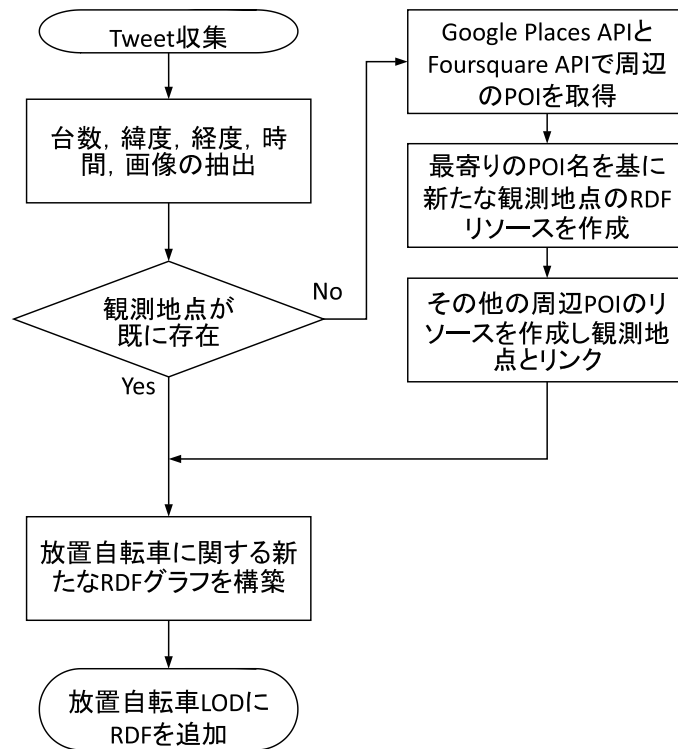 Tweet収集
台数，緯度，経度，時
間，画像の抽出
観測地点が
既に存在
No
Yes
Google Places APIと
Foursquare APIで周辺
のPOIを取得
最寄りのPOI名を基に
新たな観測地点のRDF
リソースを作成
その他の周辺POIのリ
ソースを作成し観測地
点とリンク
放置自転車に関する新
たなRDFグラフを構築
放置自転車LODに
RDFを追加